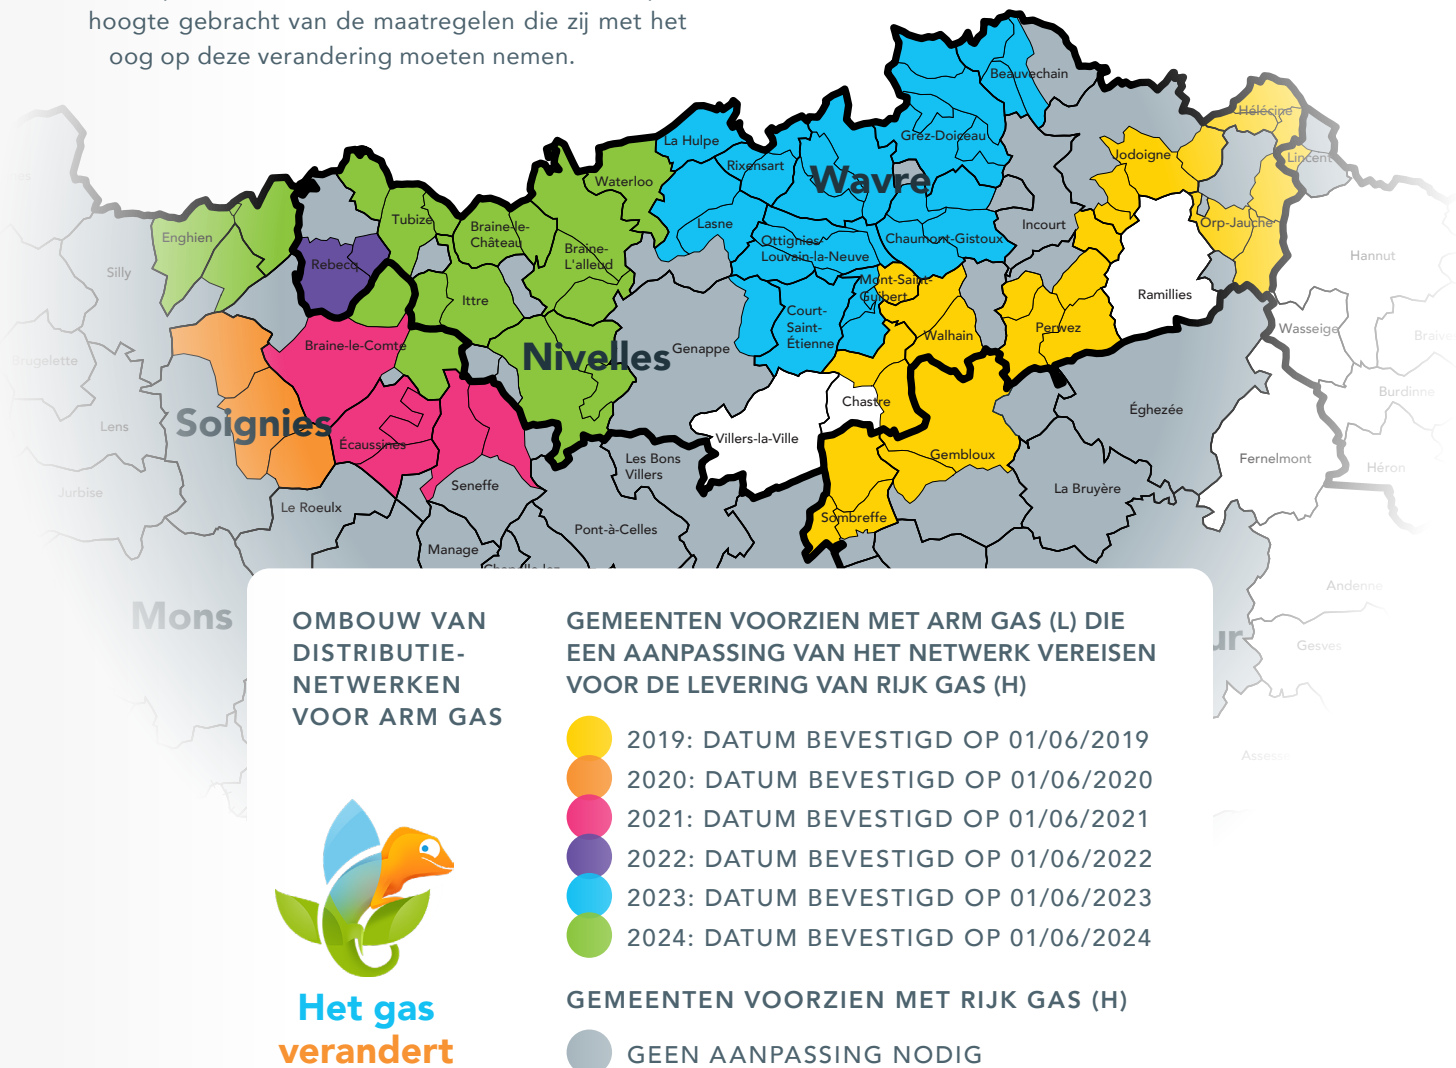 hoogte gebracht van de maatregelen die zij met het
oog op deze verandering moeten nemen.
Beauvechain
Hélécine
La Hulpe
Grez-Doiceau
Jodoigne
Lincent
Rixensart
Waterloo
Wavre
Tubize
Braine-le-
Château
Lasne
Incourt
Orp-Jauche
Enghien
Ottignies-
Louvain-la-Neuve
Chaumont-Gistoux
Braine-
L'alleud
Hannut
Silly
Rebecq
Mont-Saint-
Guibert
Ramillies
Ittre
Court-
Saint-
Étienne
Perwez
Wasseige
Walhain
Braine-le-Comte
Nivelles
Genappe
Brugelette
Burdinne
Chastre
Éghezée
Soignies
Lens
Écaussines
Villers-la-Ville
Gembloux
Fernelmont
Les Bons
Villers
Héron
Seneffe
La Bruyère
Jurbise
Le Roeulx
Sombreffe
Pont-à-Celles
Manage
Andenne
Mons
ur
Gesves
Assesse
OMBOUW VAN
DISTRIBUTIE-
NETWERKEN
VOOR ARM GAS
GEMEENTEN VOORZIEN MET ARM GAS (L) DIE
EEN AANPASSING VAN HET NETWERK VEREISEN
VOOR DE LEVERING VAN RIJK GAS (H)
2019: DATUM BEVESTIGD OP 01/06/2019
2020: DATUM BEVESTIGD OP 01/06/2020
2021: DATUM BEVESTIGD OP 01/06/2021
2022: DATUM BEVESTIGD OP 01/06/2022
2023: DATUM BEVESTIGD OP 01/06/2023
2024: DATUM BEVESTIGD OP 01/06/2024
GEMEENTEN VOORZIEN MET RIJK GAS (H)
GEEN AANPASSING NODIG
Het gas
verandert